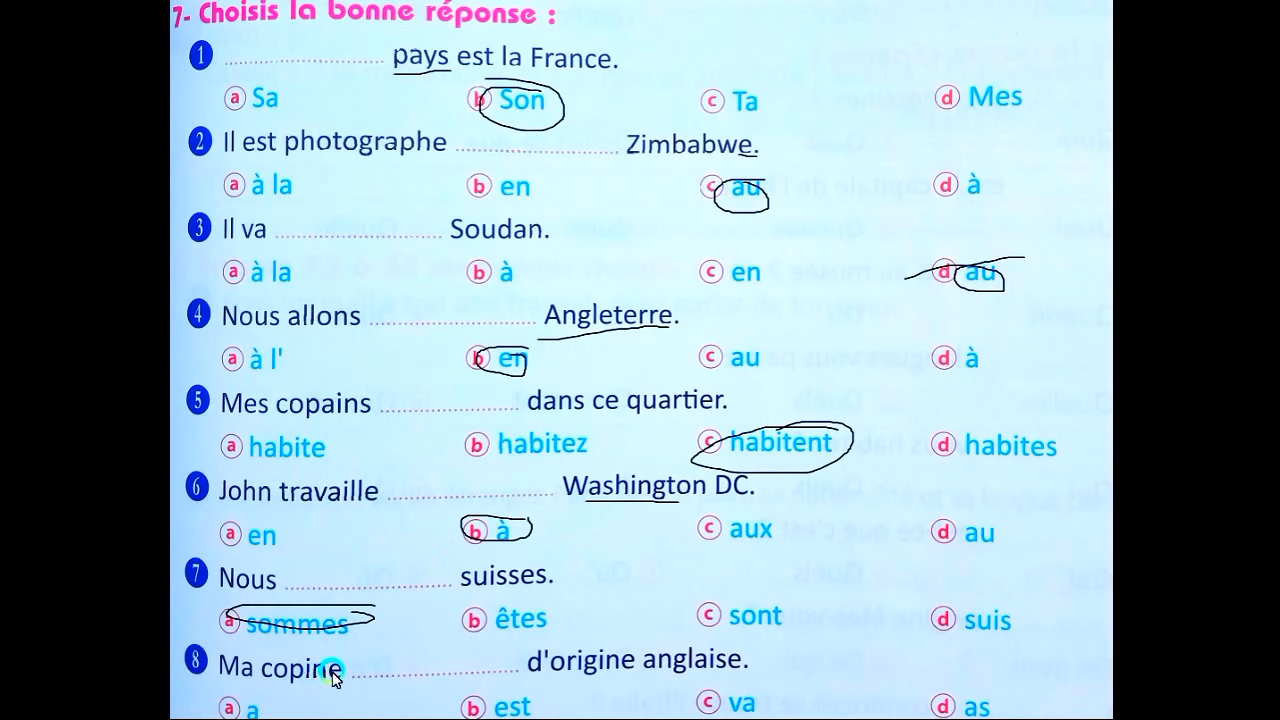 7- Choisis la bonne réponse :
1 ........................ pays est la France.
a Sa b Son c Ta d Mes
2 Il est photographe ........................ Zimbabwe.
a à la b en c au d à
3 Il va ........................ Soudan.
a à la b à c en d au
4 Nous allons ........................ Angleterre.
a à l' b en c au d à
5 Mes copains ........................ dans ce quartier.
a habite b habitez c habitent d habites
6 John travaille ........................ Washington DC.
a en b à c aux d au
7 Nous ........................ suisses.
a sommes b êtes c sont d suis
8 Ma copine ........................ d'origine anglaise.
a a b est c va d as